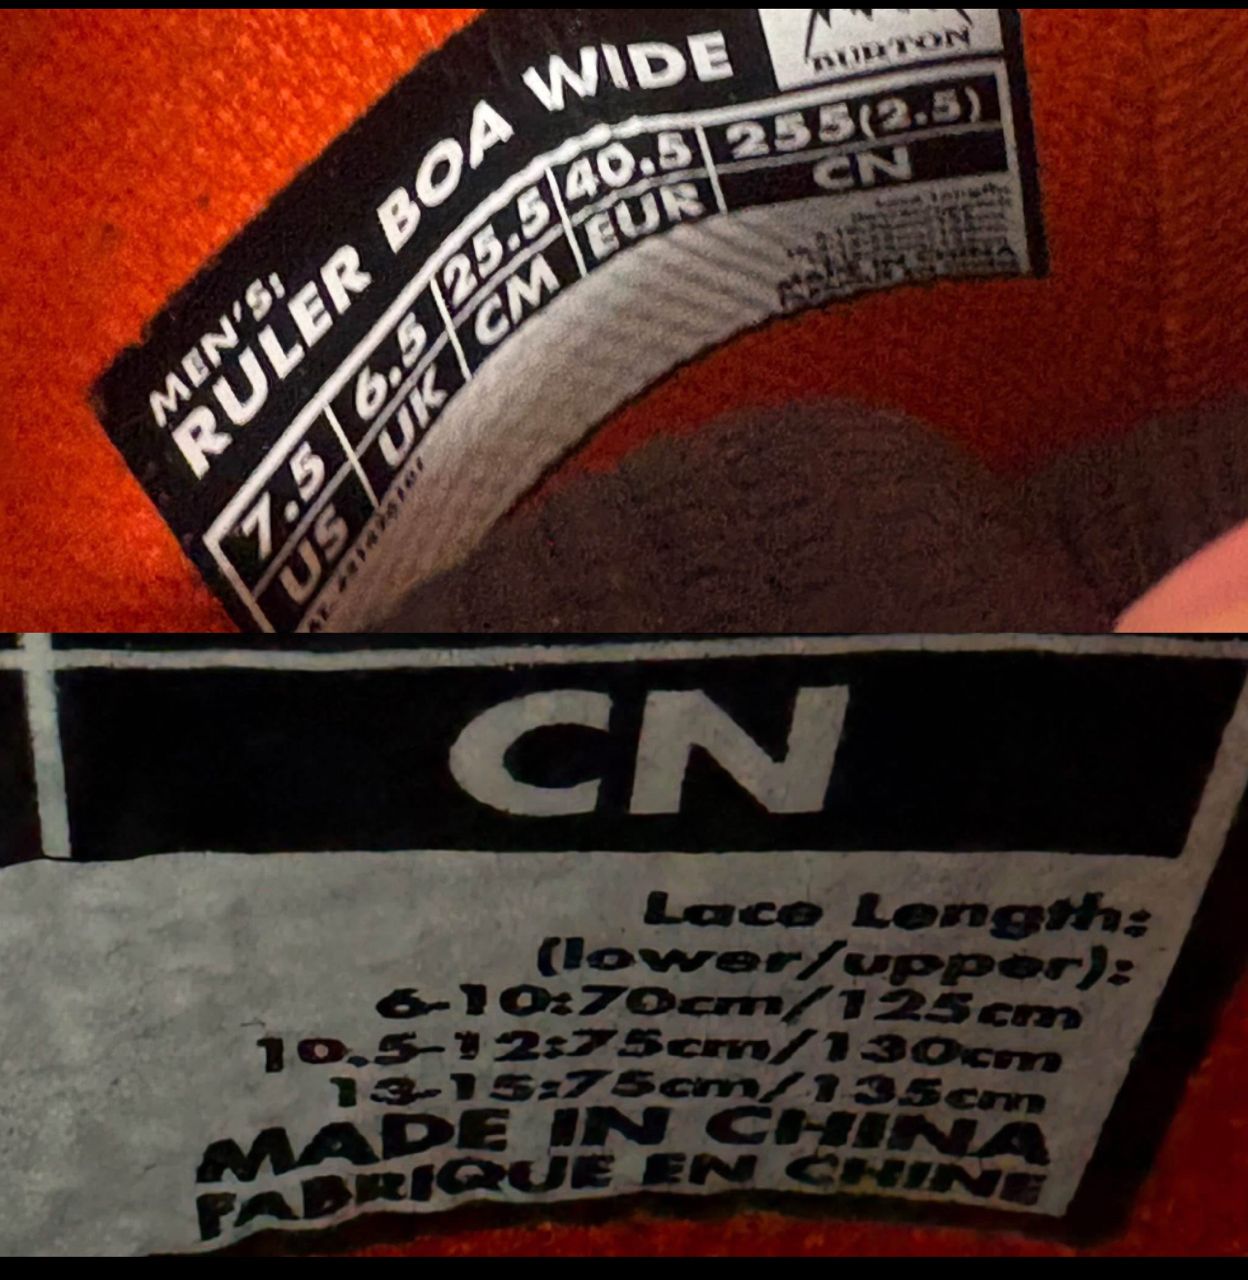 BURTON
MEN'S:
RULER BOA WIDE
7.5 6.5 25.5 40.5 255(2.5)
US UK CM EUR CN
CN
Lace Length:
(lower/upper):
6-10:70cm/125cm
10.5-12:75cm/130cm
13-15:75cm/135cm
MADE IN CHINA
FABRIQUE EN CHINE